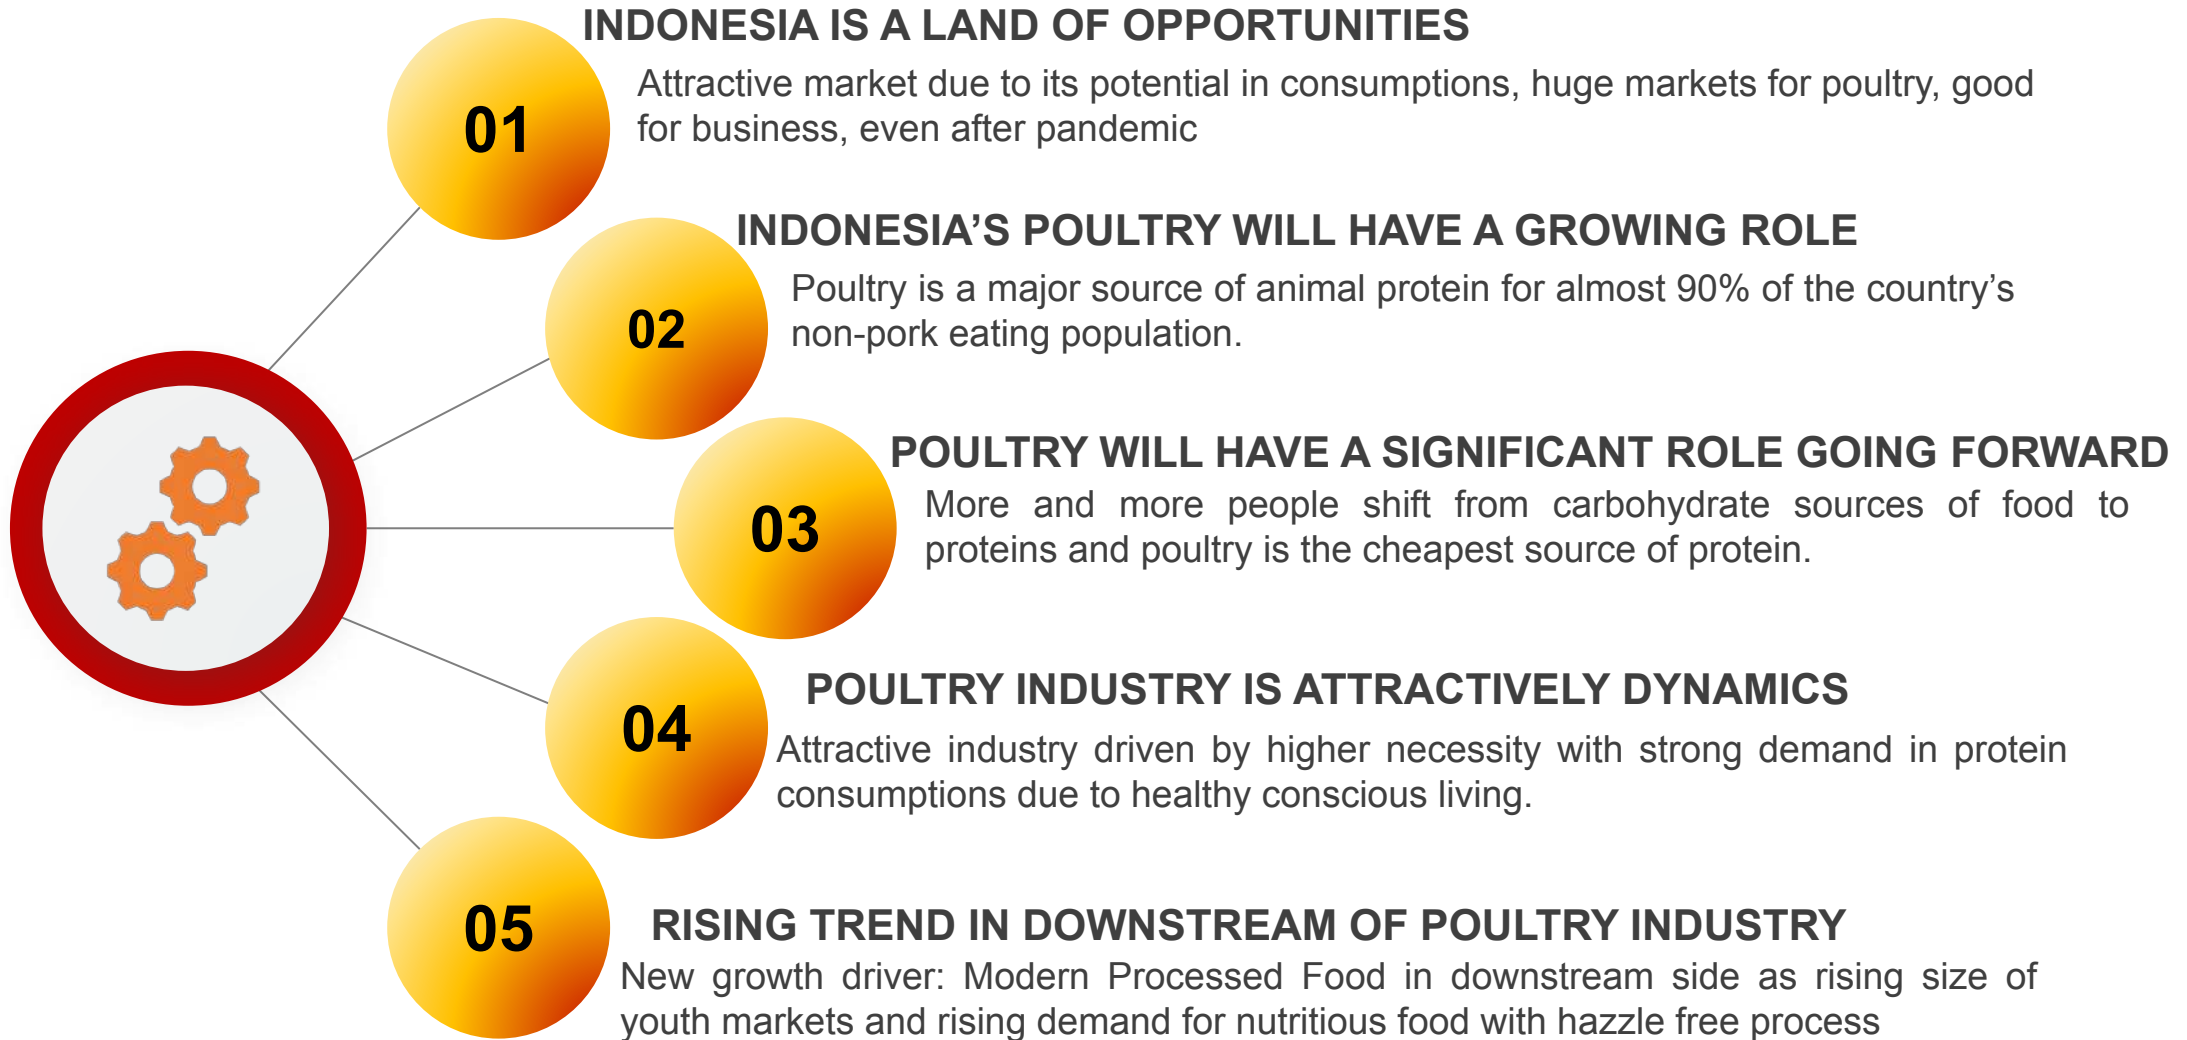 INDONESIA IS A LAND OF OPPORTUNITIES
01
Attractive market due to its potential in consumptions, huge markets for poultry, good
for business, even after pandemic
INDONESIA’S POULTRY WILL HAVE A GROWING ROLE
02
Poultry is a major source of animal protein for almost 90% of the country’s
non-pork eating population.
POULTRY WILL HAVE A SIGNIFICANT ROLE GOING FORWARD
03
More and more people shift from carbohydrate sources of food to
proteins and poultry is the cheapest source of protein.
POULTRY INDUSTRY IS ATTRACTIVELY DYNAMICS
04
Attractive industry driven by higher necessity with strong demand in protein
consumptions due to healthy conscious living.
RISING TREND IN DOWNSTREAM OF POULTRY INDUSTRY
05
New growth driver: Modern Processed Food in downstream side as rising size of
youth markets and rising demand for nutritious food with hazzle free process